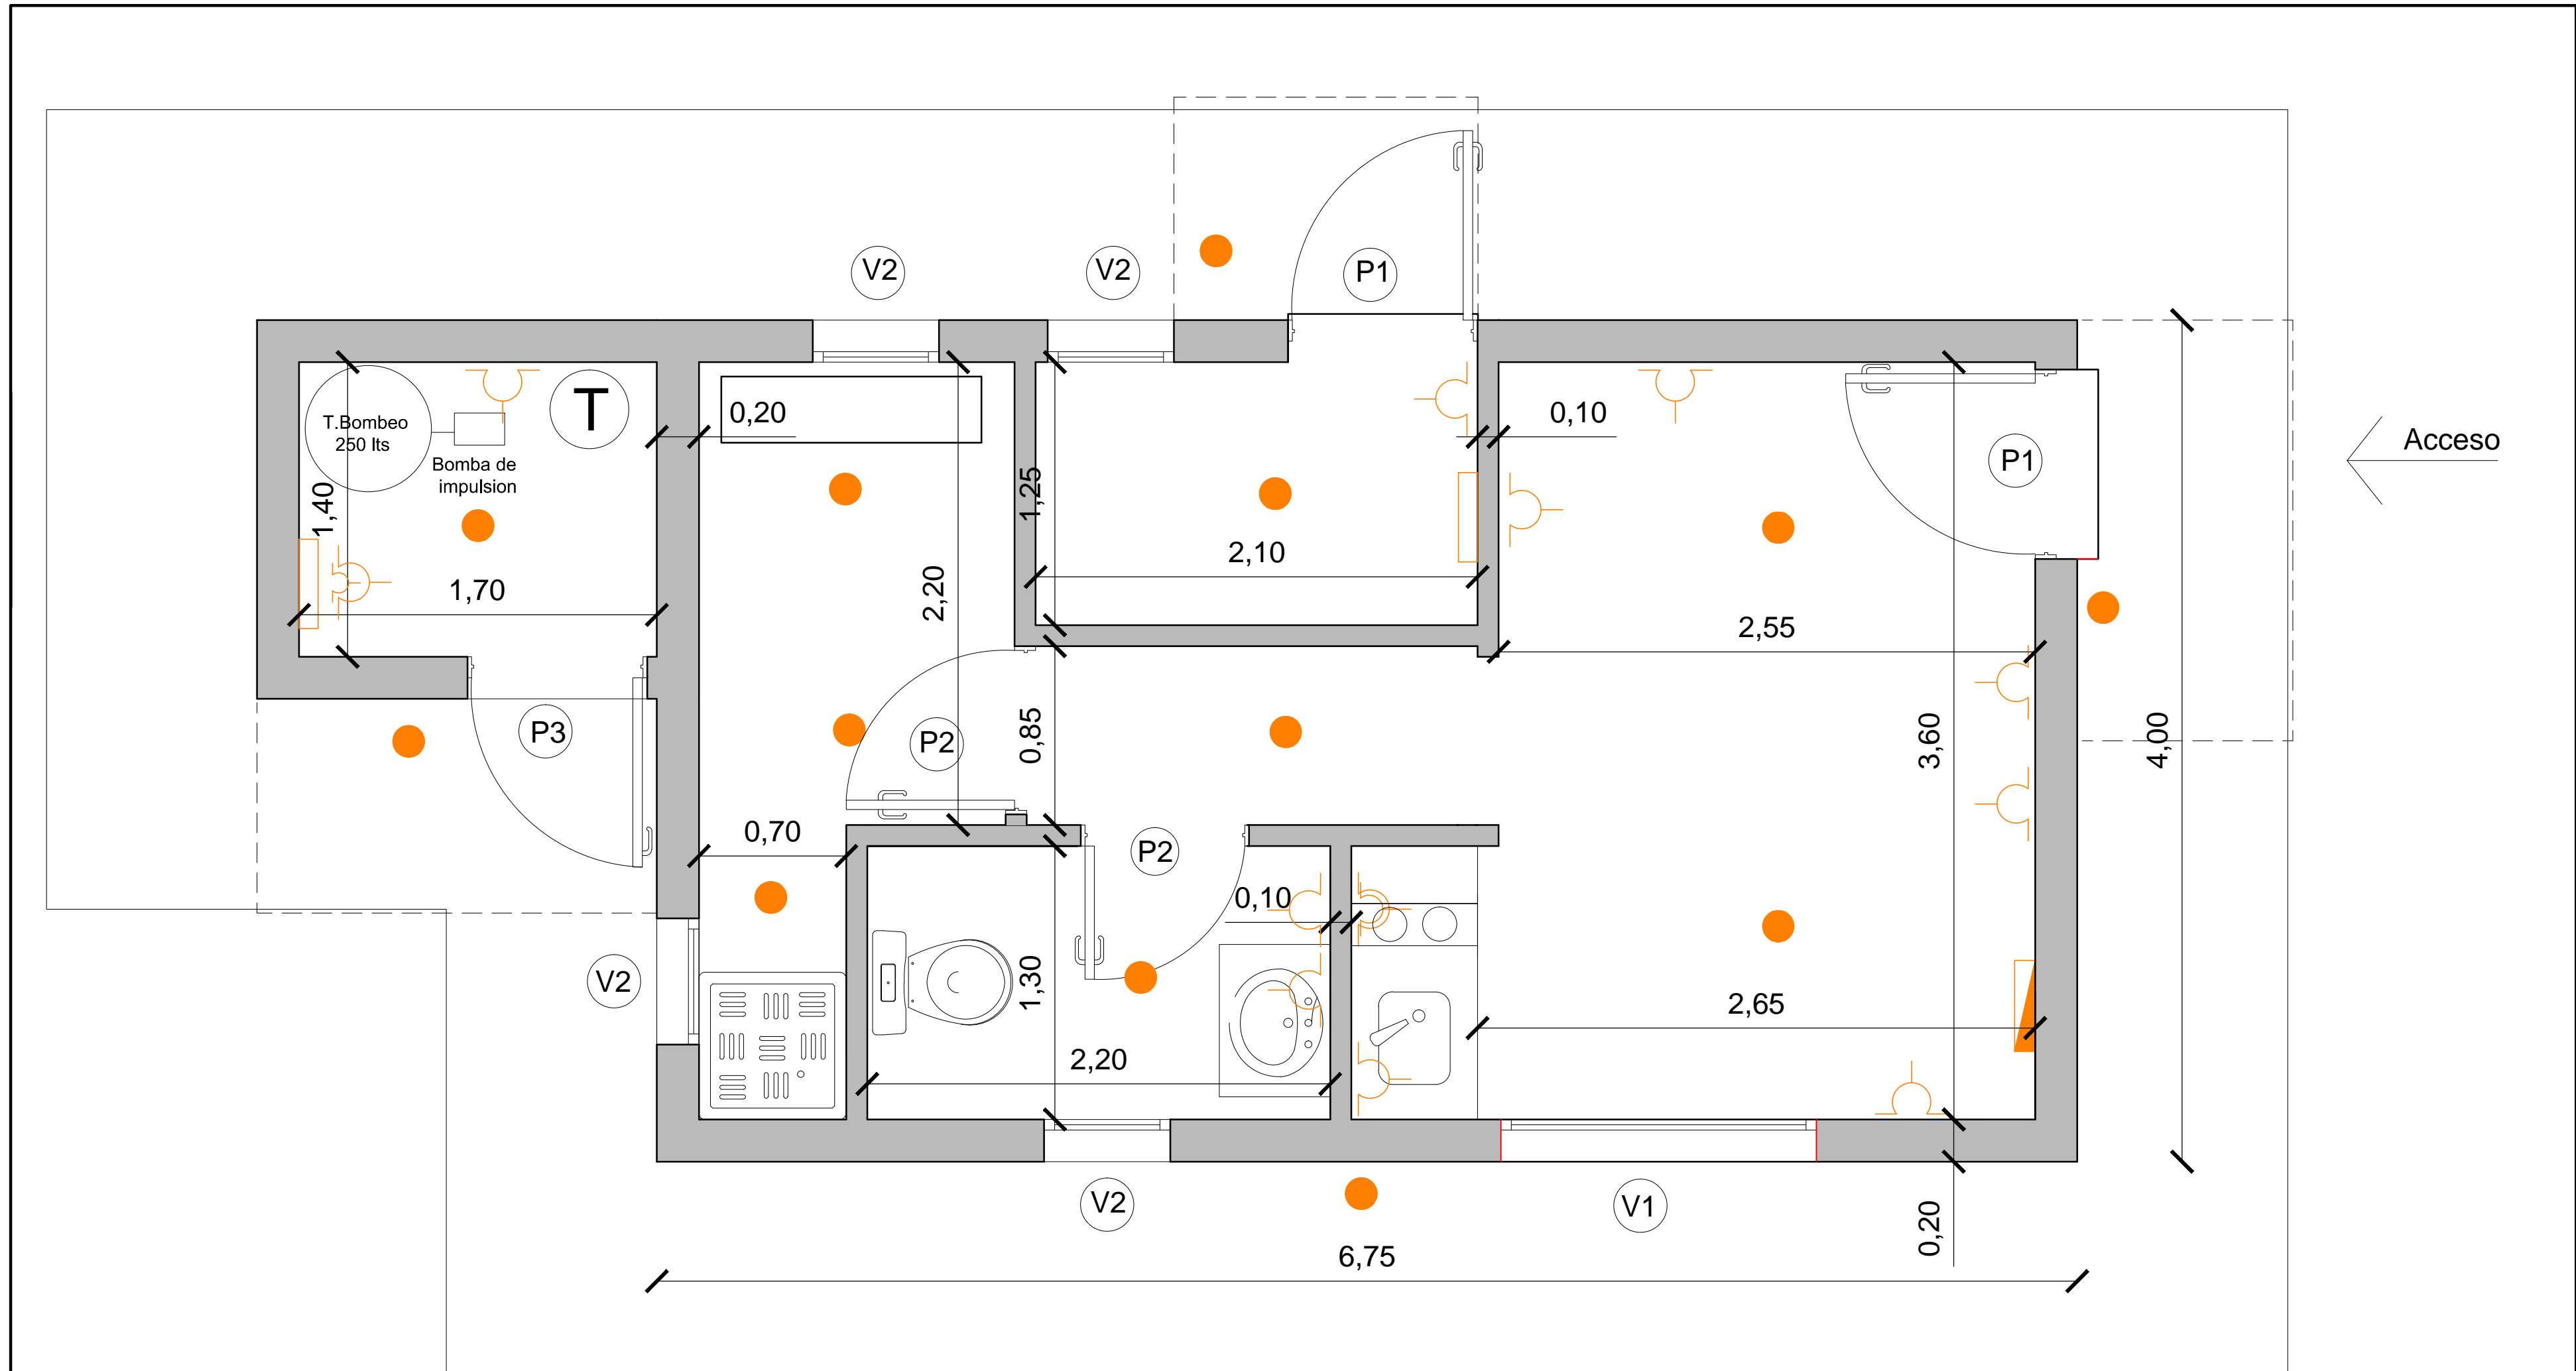 V2
V2
P1
T
T.Bombeo
250 lts
Bomba de
impulsion
0,20
0,10
P1
Acceso
1,40
1,25
2,10
1,70
2,20
2,55
P3
P2
0,85
3,60
4,00
0,70
P2
0,10
V2
1,30
2,65
2,20
V2
V1
0,20
6,75